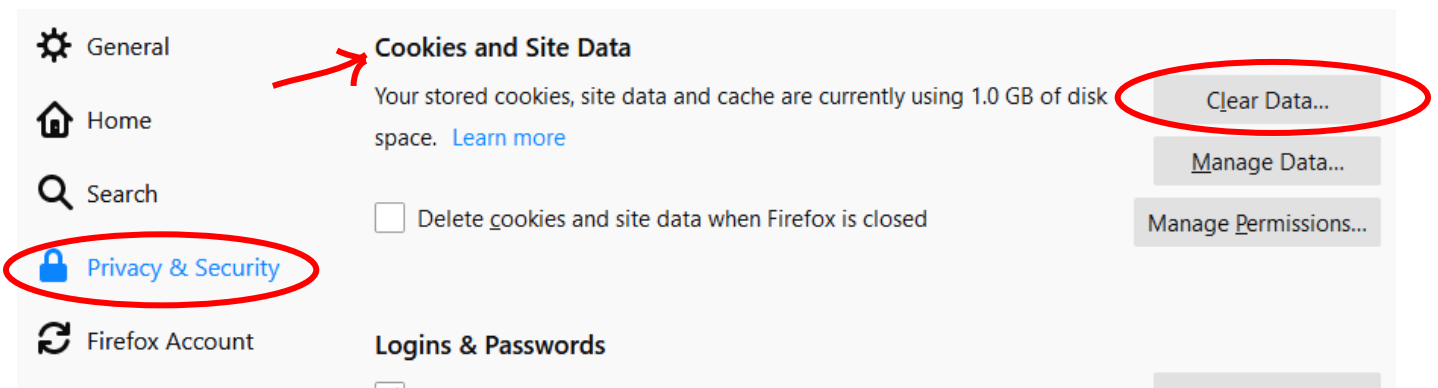 General
Home
Search
Privacy & Security
Firefox Account
Cookies and Site Data
Your stored cookies, site data and cache are currently using 1.0 GB of disk
space. Learn more
Clear Data...
Manage Data...
Delete cookies and site data when Firefox is closed
Manage Permissions...
Logins & Passwords